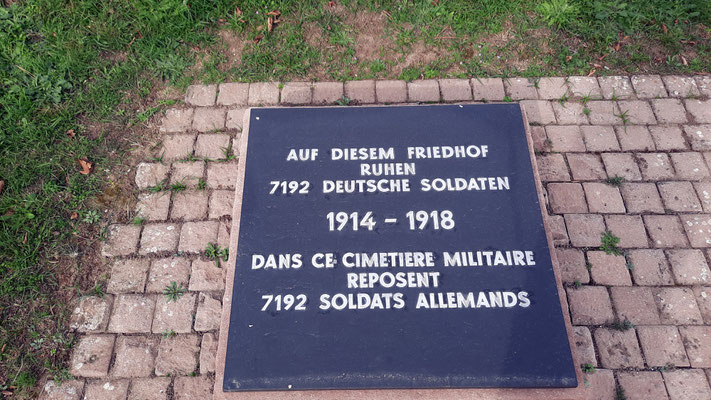 AUF DIESEM FRIEDHOF
RUHEN
7192 DEUTSCHE SOLDATEN
1914 - 1918
DANS CE CIMETIERE MILITAIRE
REPOSENT
7192 SOLDATS ALLEMANDS